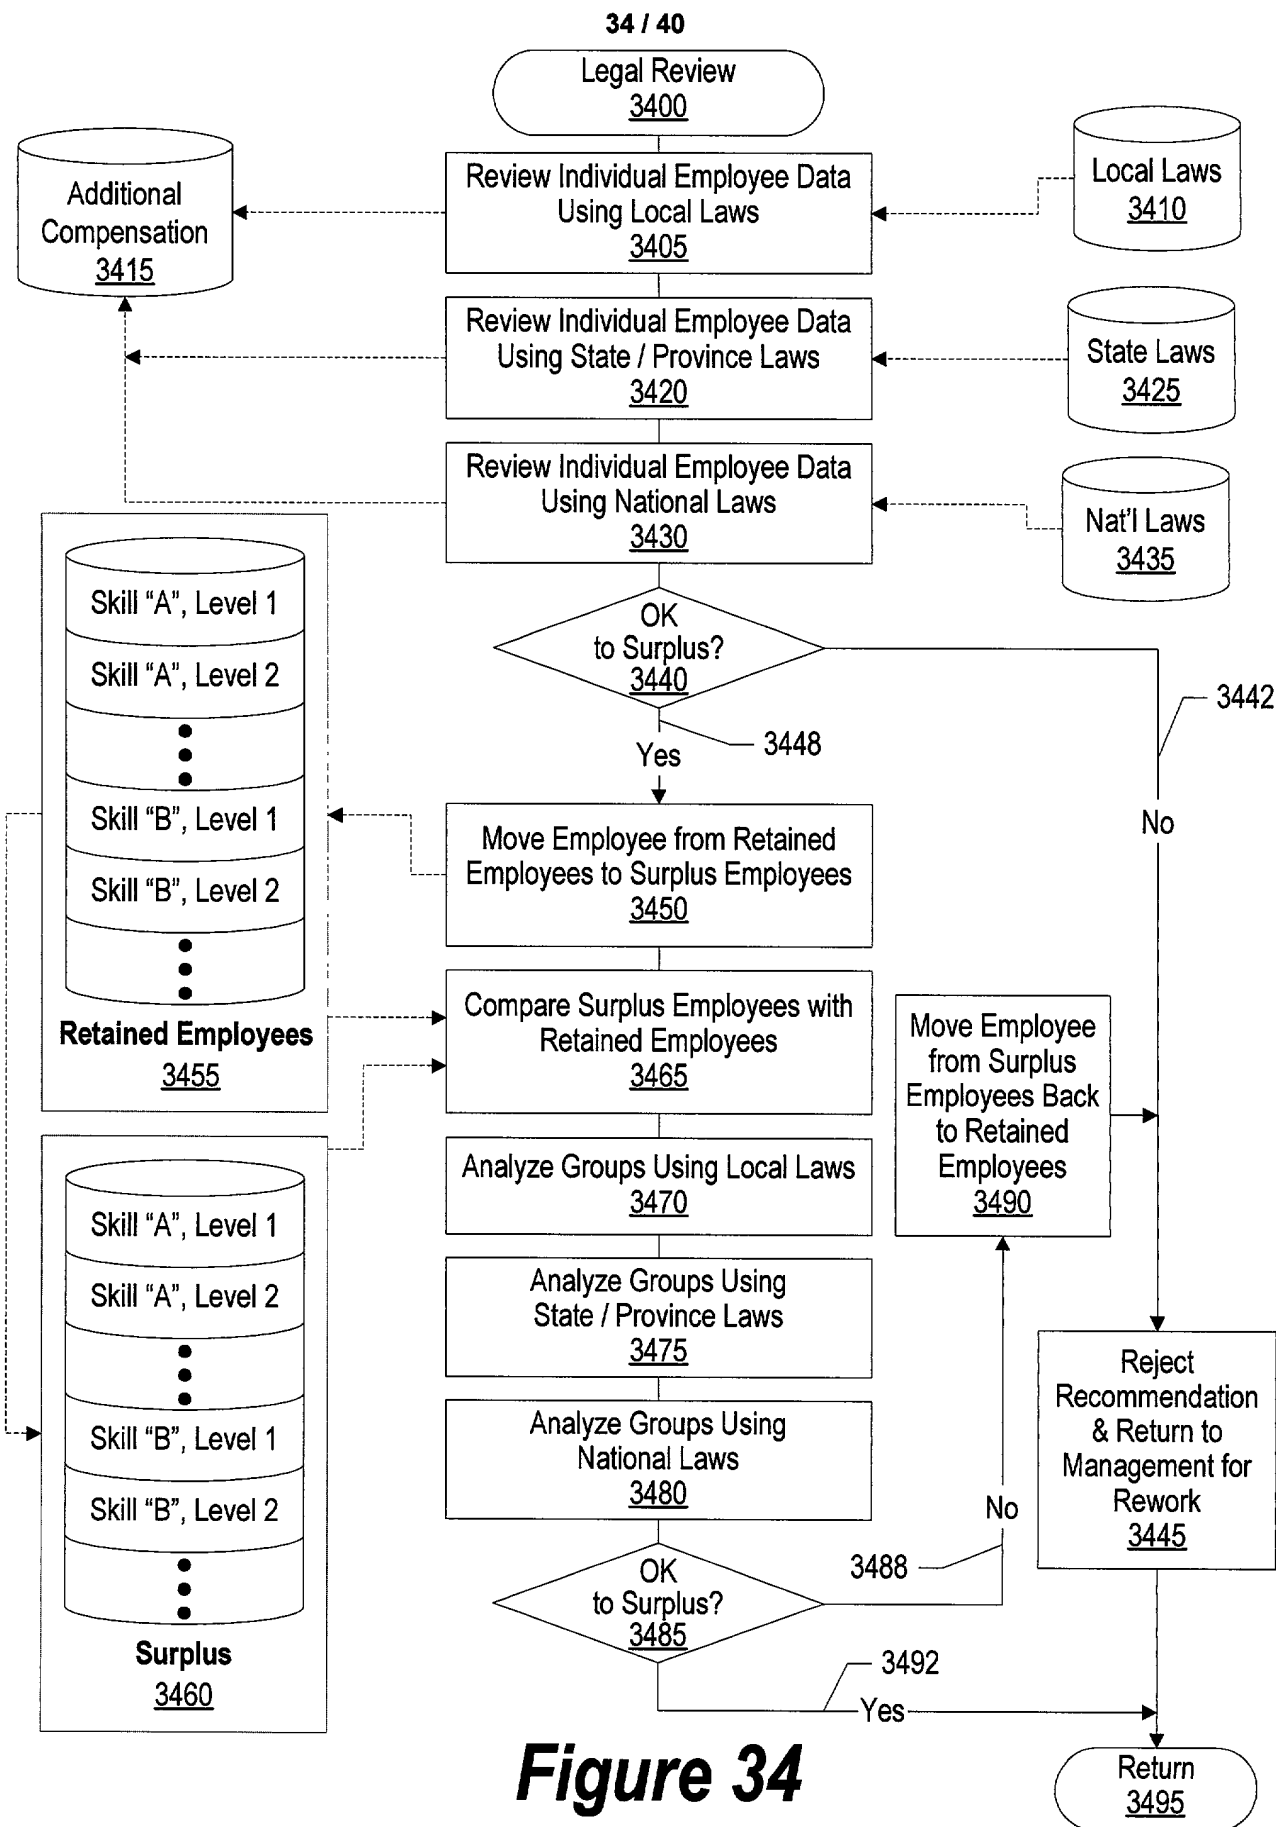 34 / 40
Legal Review
3400
Additional
Compensation
3415
Review Individual Employee Data
Using Local Laws
3405
Local Laws
3410
Review Individual Employee Data
Using State / Province Laws
3420
State Laws
3425
Review Individual Employee Data
Using National Laws
3430
Nat'l Laws
3435
OK
to Surplus?
3440
3442
3448
Yes
No
Skill "A", Level 1
Skill "A", Level 2
Skill "B", Level 1
Skill "B", Level 2
Retained Employees
3455
Move Employee from Retained
Employees to Surplus Employees
3450
Compare Surplus Employees with
Retained Employees
3465
Move Employee
from Surplus
Employees Back
to Retained
Employees
3490
Analyze Groups Using Local Laws
3470
Skill "A", Level 1
Skill "A", Level 2
Skill "B", Level 1
Skill "B", Level 2
Surplus
3460
Analyze Groups Using
State / Province Laws
3475
Analyze Groups Using
National Laws
3480
Reject
Recommendation
& Return to
Management for
Rework
3445
No
3488
OK
to Surplus?
3485
3492
Yes
Return
3495
Figure 34